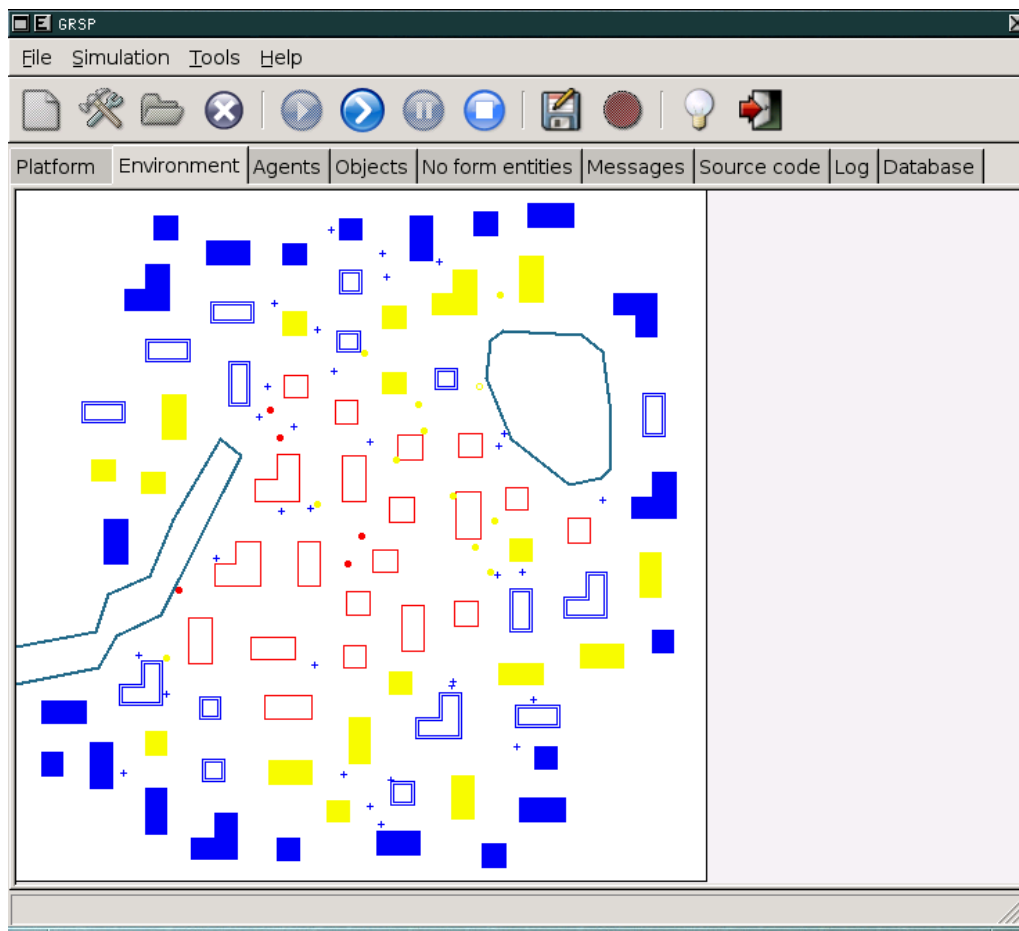 GRSP
File Simulation Tools Help
Platform Environment Agents Objects No form entities Messages Source code Log Database